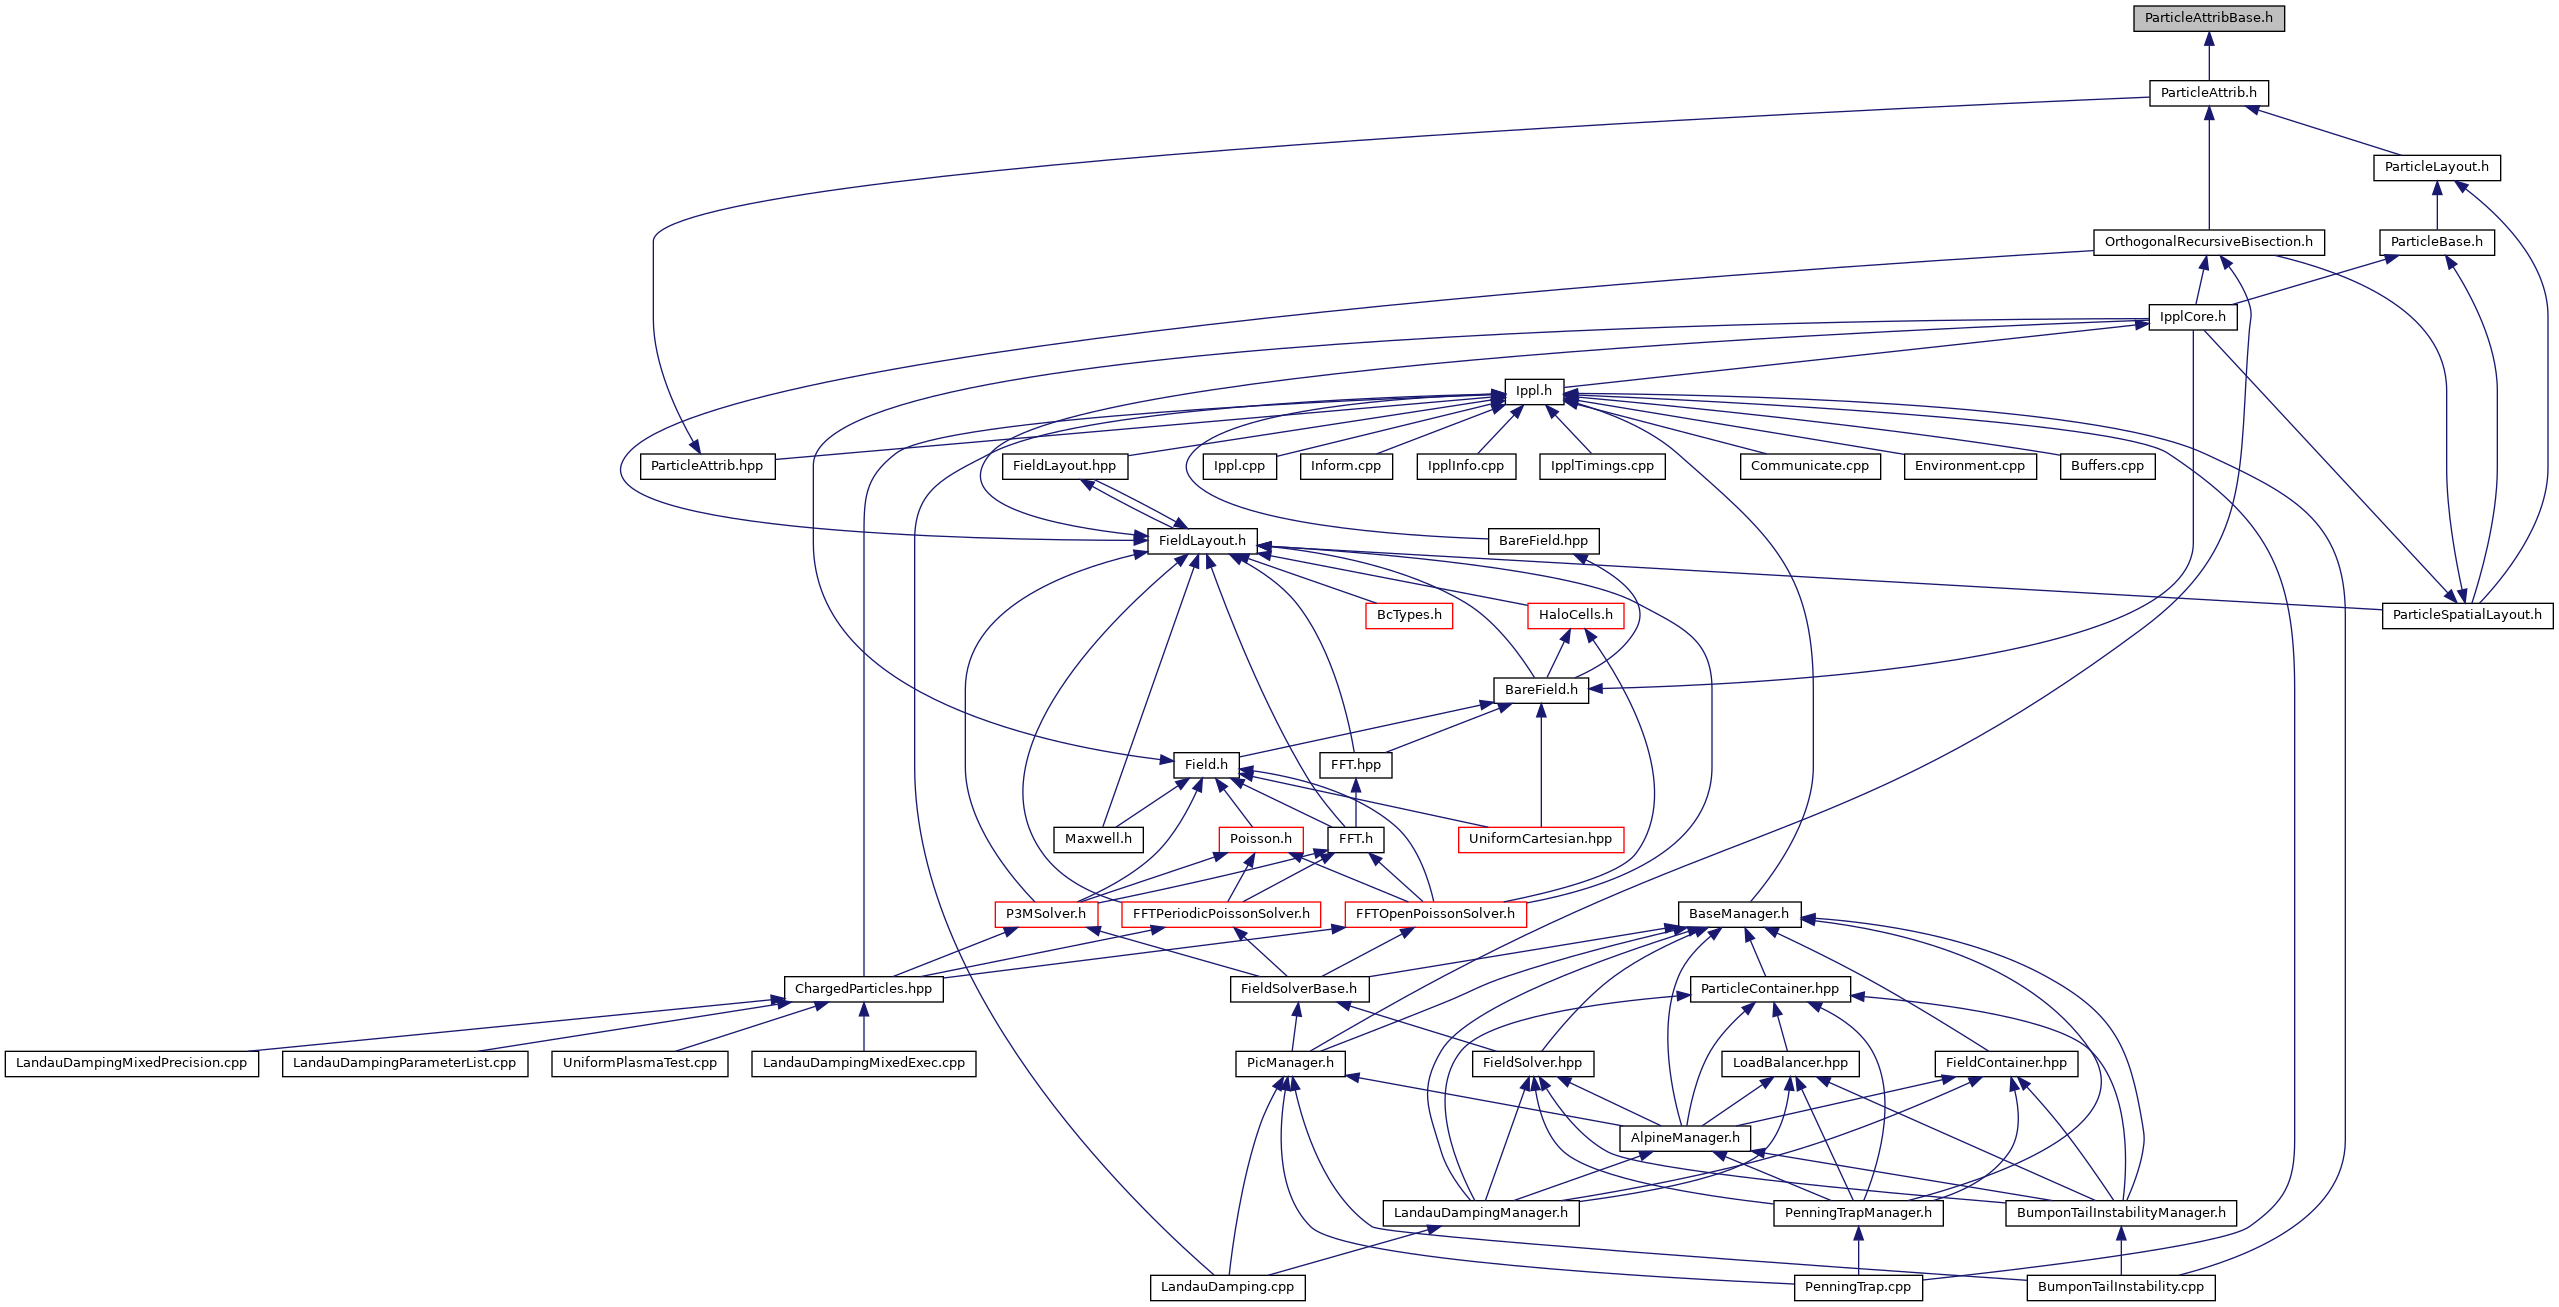 ParticleAttribBase.h
ParticleAttrib.h
ParticleLayout.h
OrthogonalRecursiveBisection.h
ParticleBase.h
IpplCore.h
Ippl.h
ParticleAttrib.hpp
FieldLayout.hpp
Ippl.cpp
Inform.cpp
IpplInfo.cpp
IpplTimings.cpp
Communicate.cpp
Environment.cpp
Buffers.cpp
FieldLayout.h
BareField.hpp
BcTypes.h
HaloCells.h
ParticleSpatialLayout.h
BareField.h
Field.h
FFT.hpp
Maxwell.h
Poisson.h
FFT.h
UniformCartesian.hpp
P3MSolver.h
FFTPeriodicPoissonSolver.h
FFTOpenPoissonSolver.h
BaseManager.h
ChargedParticles.hpp
FieldSolverBase.h
ParticleContainer.hpp
LandauDampingMixedPrecision.cpp
LandauDampingParameterList.cpp
UniformPlasmaTest.cpp
LandauDampingMixedExec.cpp
PicManager.h
FieldSolver.hpp
LoadBalancer.hpp
FieldContainer.hpp
AlpineManager.h
LandauDampingManager.h
PenningTrapManager.h
BumponTailInstabilityManager.h
LandauDamping.cpp
PenningTrap.cpp
BumponTailInstability.cpp